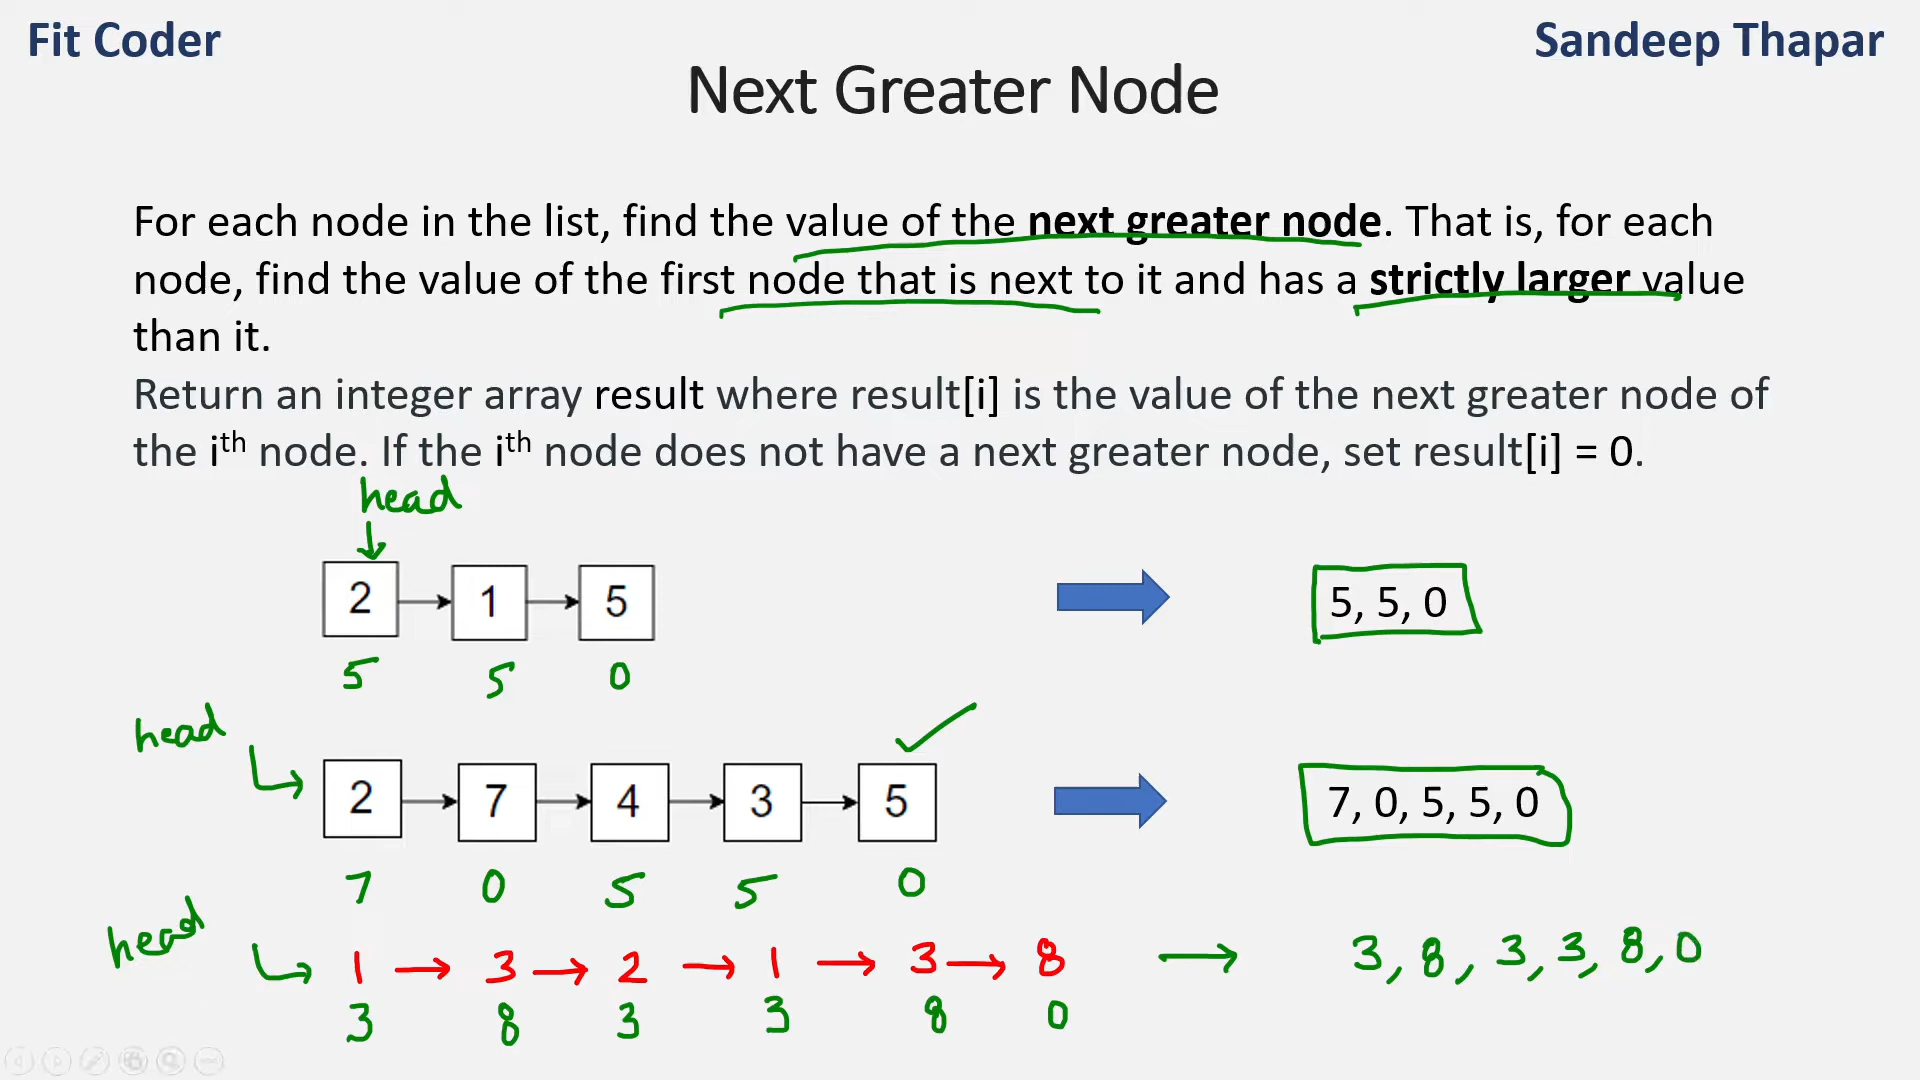 Fit Coder
Sandeep Thapar
Next Greater Node
For each node in the list, find the value of the next greater node. That is, for each
node, find the value of the first node that is next to it and has a strictly larger value
than it.
Return an integer array result where result[i] is the value of the next greater node of
the ith node. If the ith node does not have a next greater node, set result[i] = 0.
head
2 → 1 → 5
5, 5, 0
5 5 0
head
2 → 7 → 4 → 3 → 5
7, 0, 5, 5, 0
7 0 5 5 0
head
1 → 3 → 2 → 1 → 3 → 8 → 3, 8, 3, 3, 8, 0
3 8 3 3 8 0